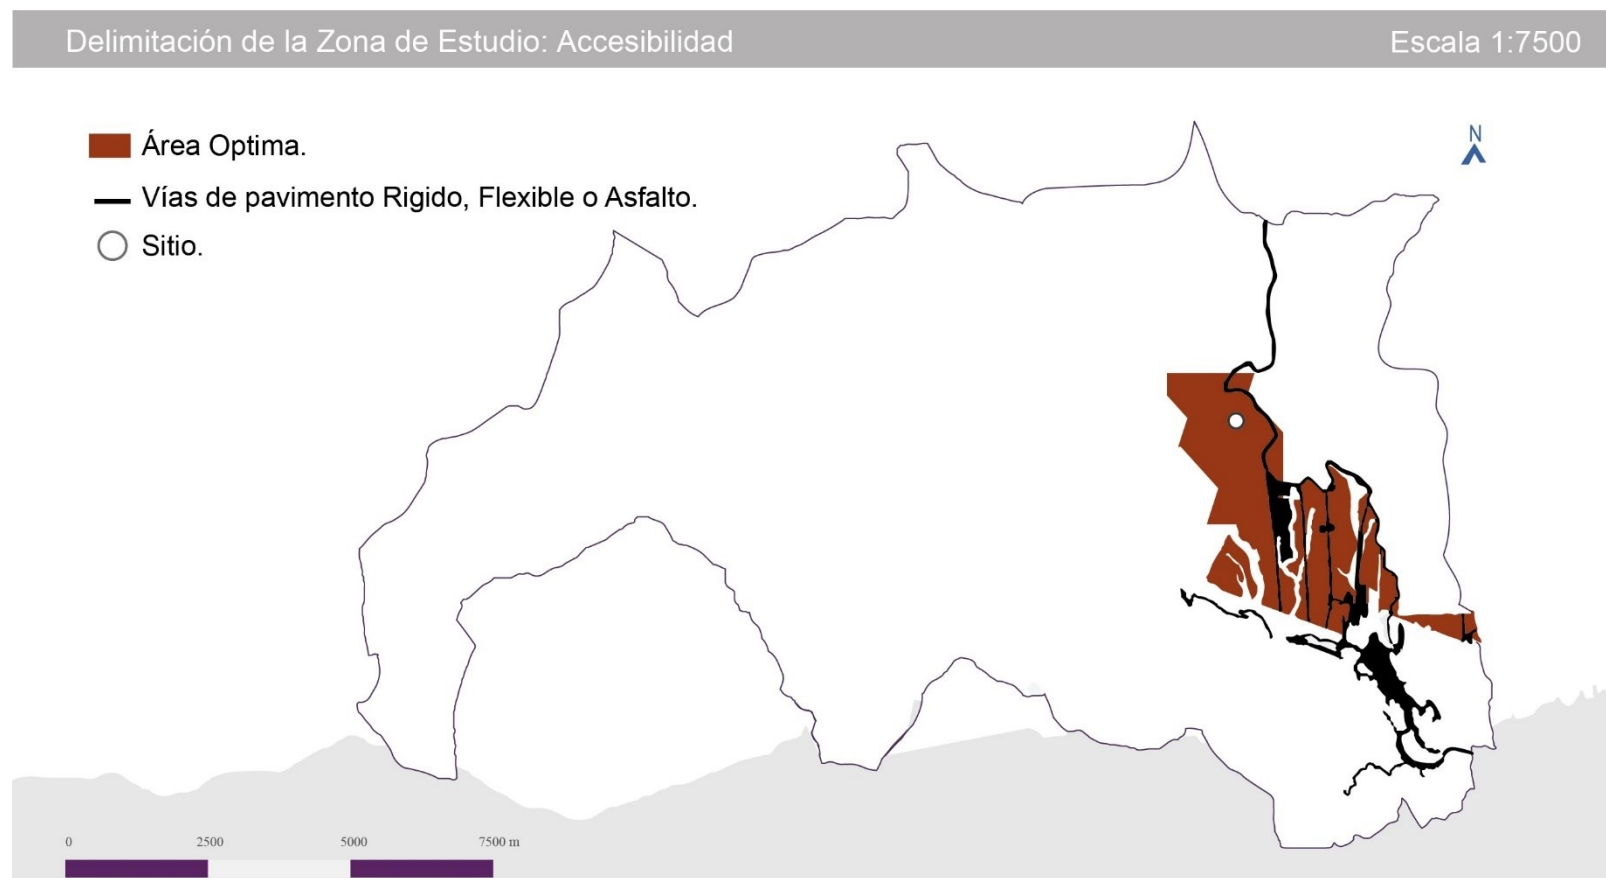 Delimitación de la Zona de Estudio: Accesibilidad
Escala 1:7500
N
Área Optima.
Vías de pavimento Rigido, Flexible o Asfalto.
Sitio.
0 2500 5000 7500 m